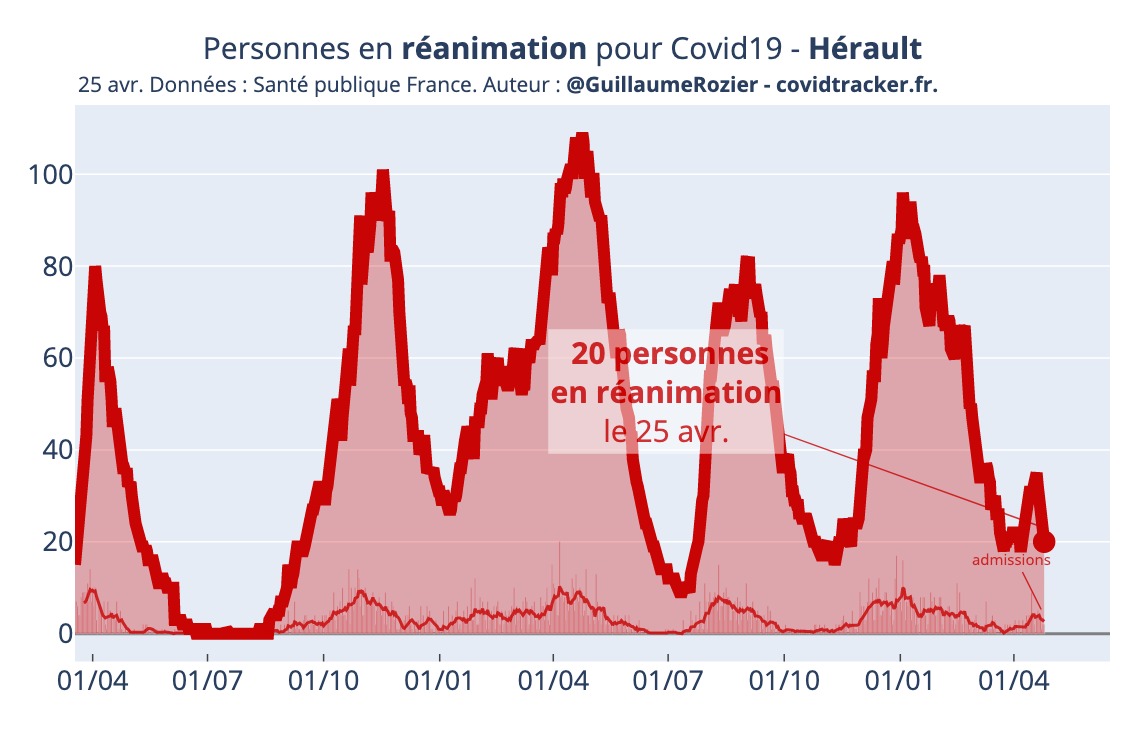 Personnes en réanimation pour Covid19 - Hérault
25 avr. Données : Santé publique France. Auteur : @GuillaumeRozier - covidtracker.fr.
100
80
60
40
20
0
20 personnes
en réanimation
le 25 avr.
admissions
01/04 01/07 01/10 01/01 01/04 01/07 01/10 01/01 01/04